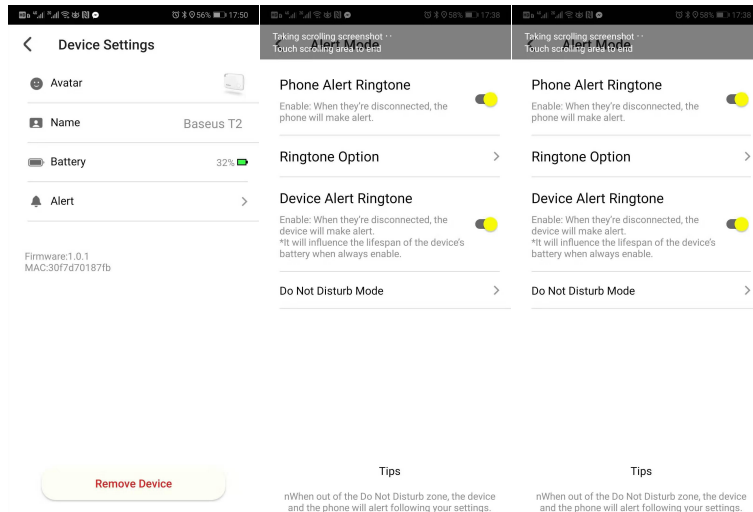 56% 17:50
Device Settings
Avatar
Name
Baseus T2
Battery
32%
Alert
Firmware:1.0.1
MAC:30f7d70187fb
Remove Device
58% 17:38
Taking scrolling screenshot · ·
Touch scrolling area to end
Alert Mode
Phone Alert Ringtone
Enable: When they're disconnected, the
phone will make alert.
Ringtone Option
Device Alert Ringtone
Enable: When they're disconnected, the
device will make alert.
*It will influence the lifespan of the device's
battery when always enable.
Do Not Disturb Mode
Tips
nWhen out of the Do Not Disturb zone, the device
and the phone will alert following your settings.
58% 17:38
Taking scrolling screenshot · ·
Touch scrolling area to end
Alert Mode
Phone Alert Ringtone
Enable: When they're disconnected, the
phone will make alert.
Ringtone Option
Device Alert Ringtone
Enable: When they're disconnected, the
device will make alert.
*It will influence the lifespan of the device's
battery when always enable.
Do Not Disturb Mode
Tips
nWhen out of the Do Not Disturb zone, the device
and the phone will alert following your settings.